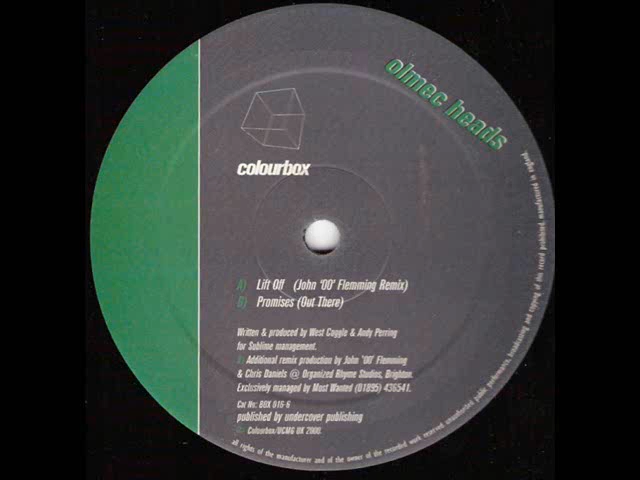 olmec heads
colourbox
A) Lift Off (John '00' Flemming Remix)
B) Promises (Out There)
Written & produced by West Coggle & Andy Perring
for Sublime management.
Additional remix production by John '00' Flemming
& Chris Daniels @ Organized Rhyme Studios, Brighton.
Exclusively managed by Most Wanted (01895) 436541.
Cat No: BOX 016-6
published by undercover publishing
Colourbox/UCMG UK 2000.
all rights of the manufacturer and of the owner of the recorded work reserved. unauthorised public performance, broadcasting and copying of this record prohibited. manufactured in england.